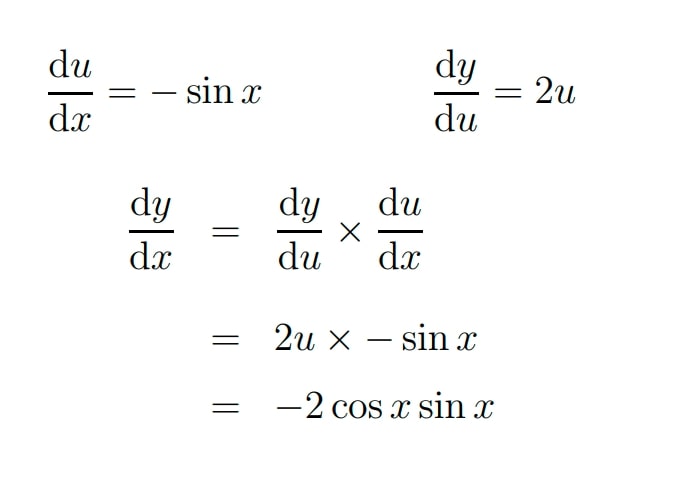 du/dx = − sin x    dy/du = 2u
dy/dx = dy/du × du/dx
= 2u × − sin x
= −2 cos x sin x